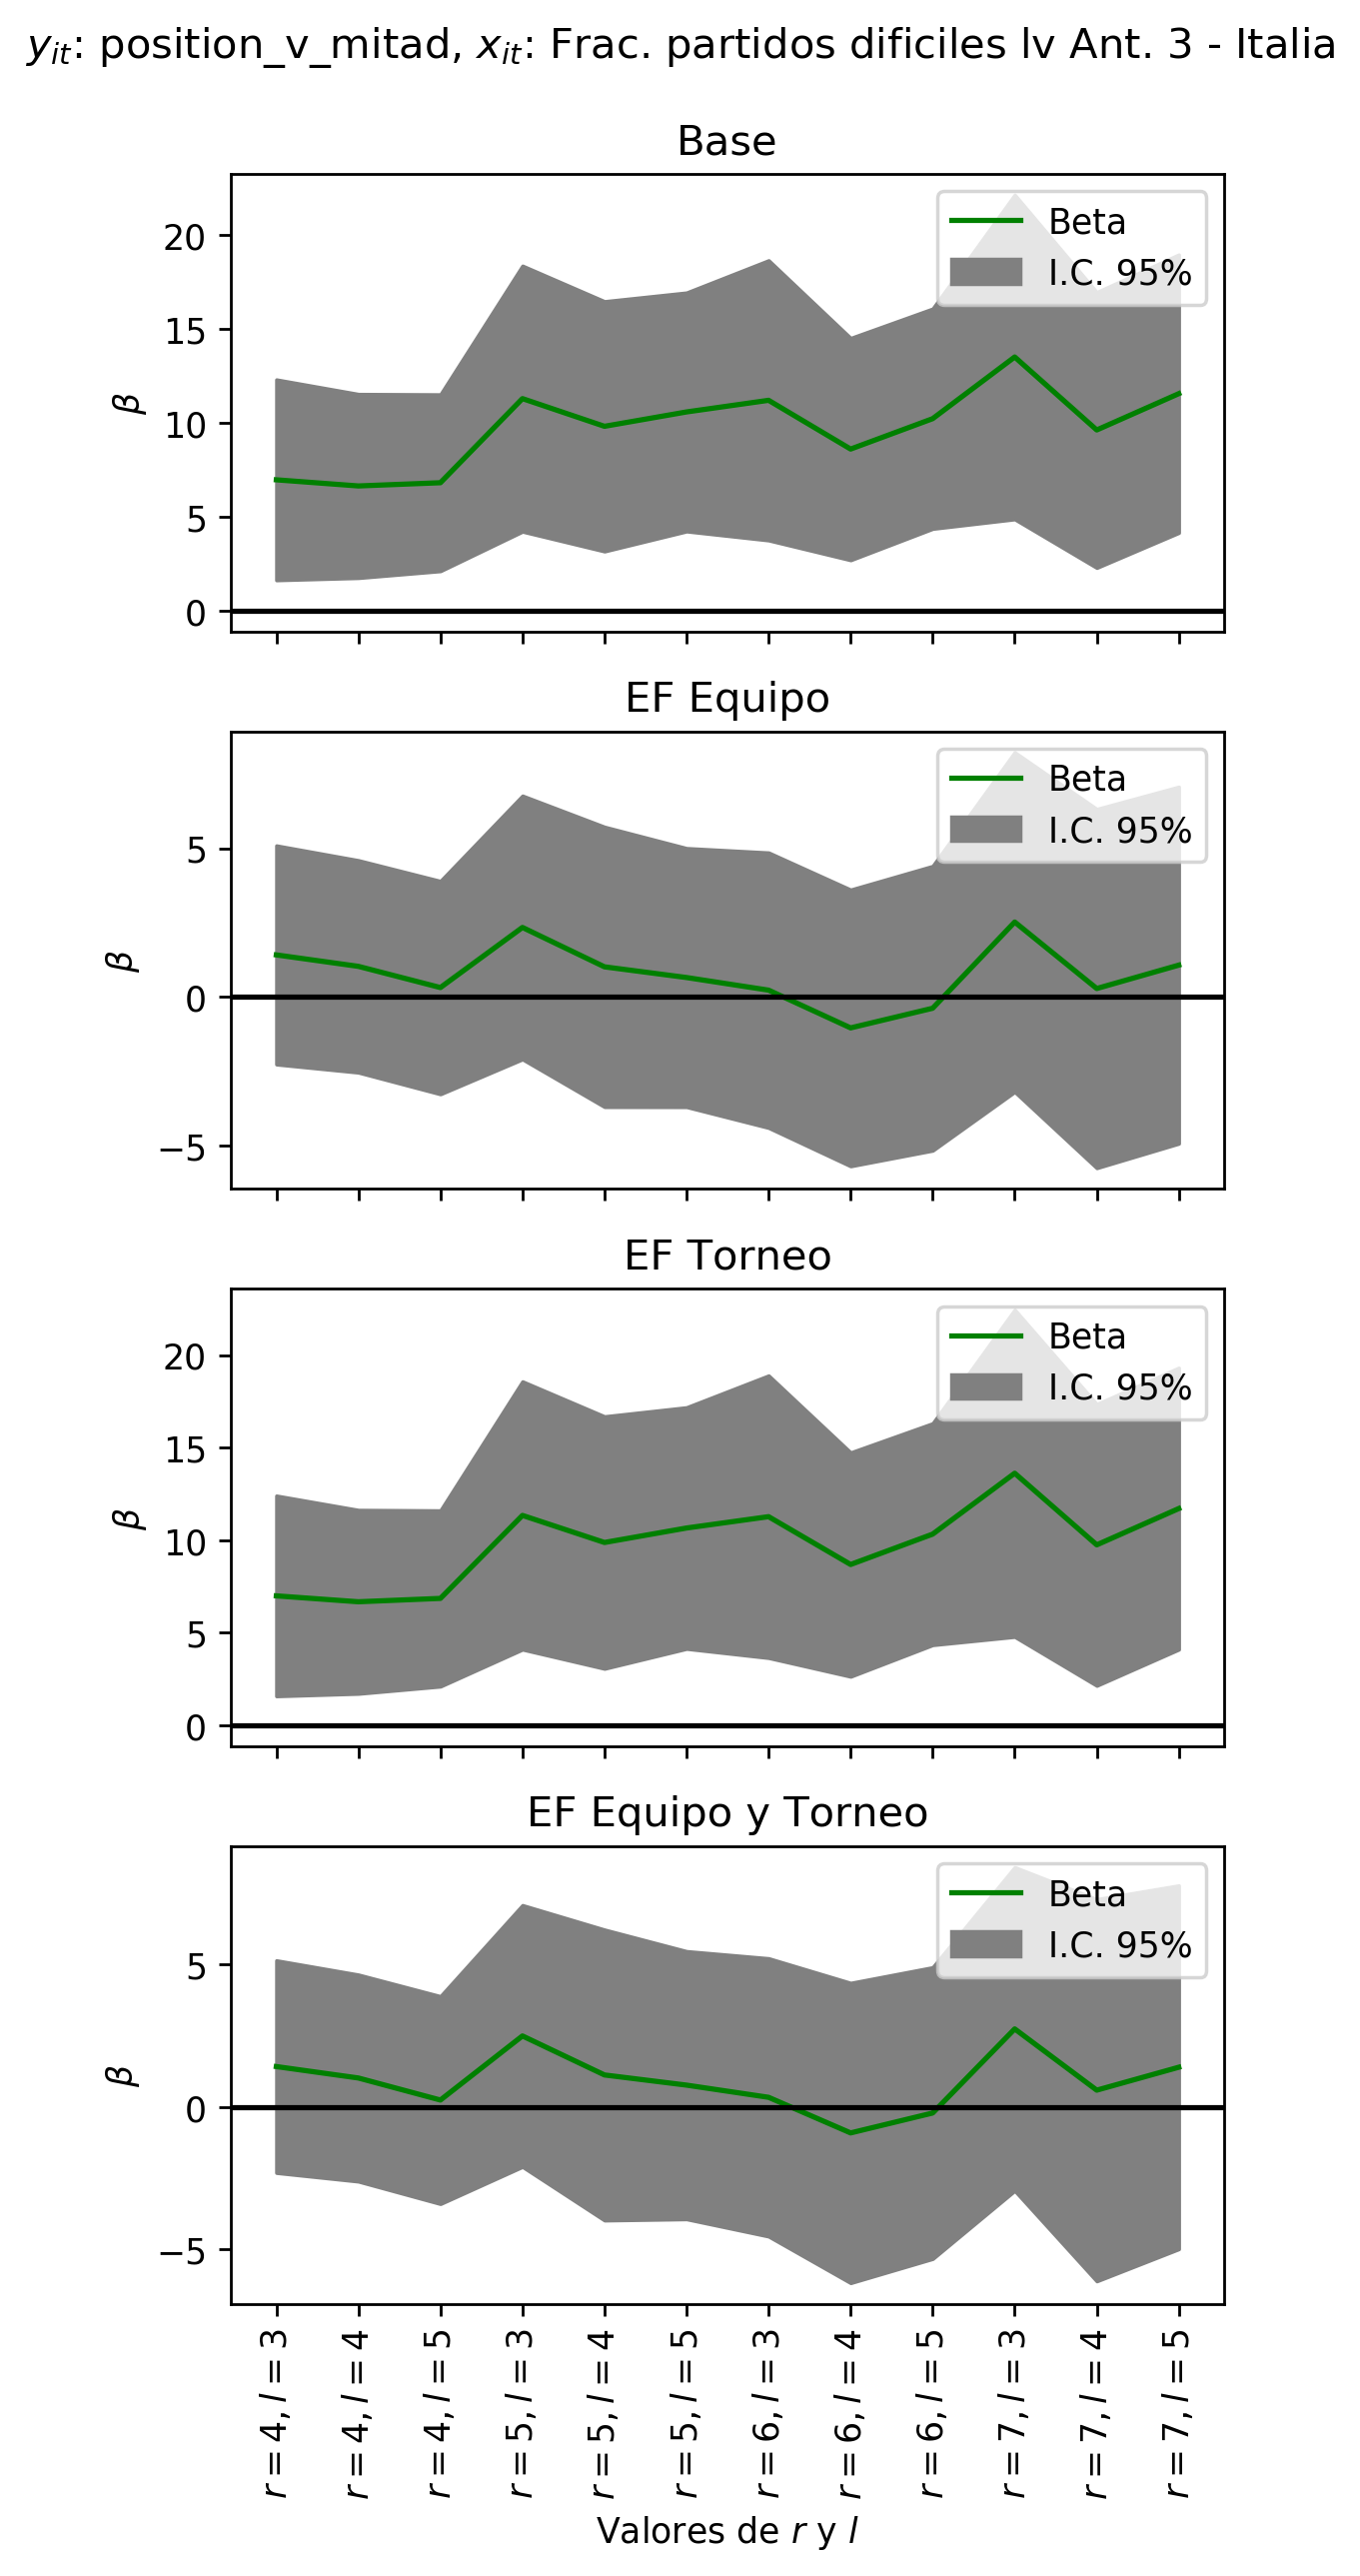 y_it: position_v_mitad, x_it: Frac. partidos dificiles lv Ant. 3 - Italia
Base
Beta
I.C. 95%
20
15
10
5
0
β
EF Equipo
Beta
I.C. 95%
5
0
−5
β
EF Torneo
Beta
I.C. 95%
20
15
10
5
0
β
EF Equipo y Torneo
Beta
I.C. 95%
5
0
−5
β
r = 4, l = 3
r = 4, l = 4
r = 4, l = 5
r = 5, l = 3
r = 5, l = 4
r = 5, l = 5
r = 6, l = 3
r = 6, l = 4
r = 6, l = 5
r = 7, l = 3
r = 7, l = 4
r = 7, l = 5
Valores de r y l